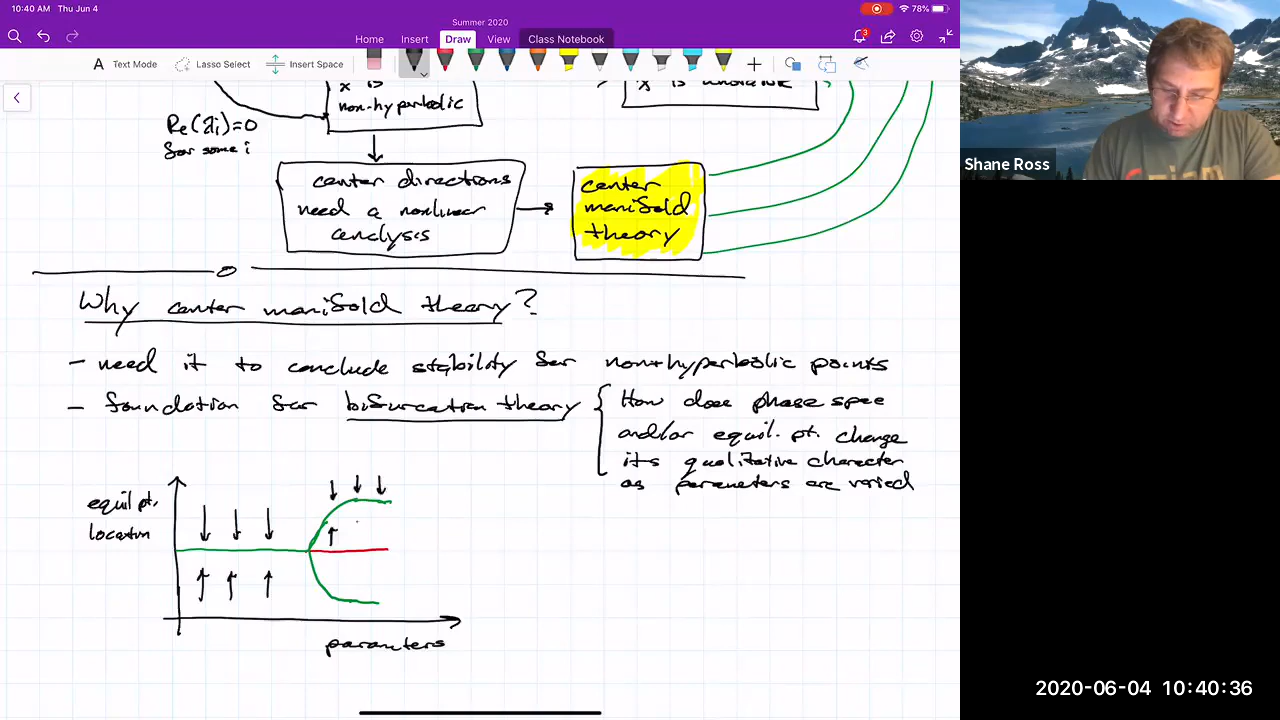 10:40 AM Thu Jun 4
78%
Summer 2020
Home Insert Draw View Class Notebook
3
A Text Mode Lasso Select Insert Space
x is
non-hyperbolic
x is
Re(λi)=0
for some i
center directions
need a nonlinear
analysis
center
manifold
theory
Why center manifold theory?
- need it to conclude stability for nonhyperbolic points
- foundation for bifurcation theory
How does phase space
and/or equil. pt. change
its qualitative character
as parameters are varied
equil pt.
location
parameters
Shane Ross
2020-06-04 10:40:36